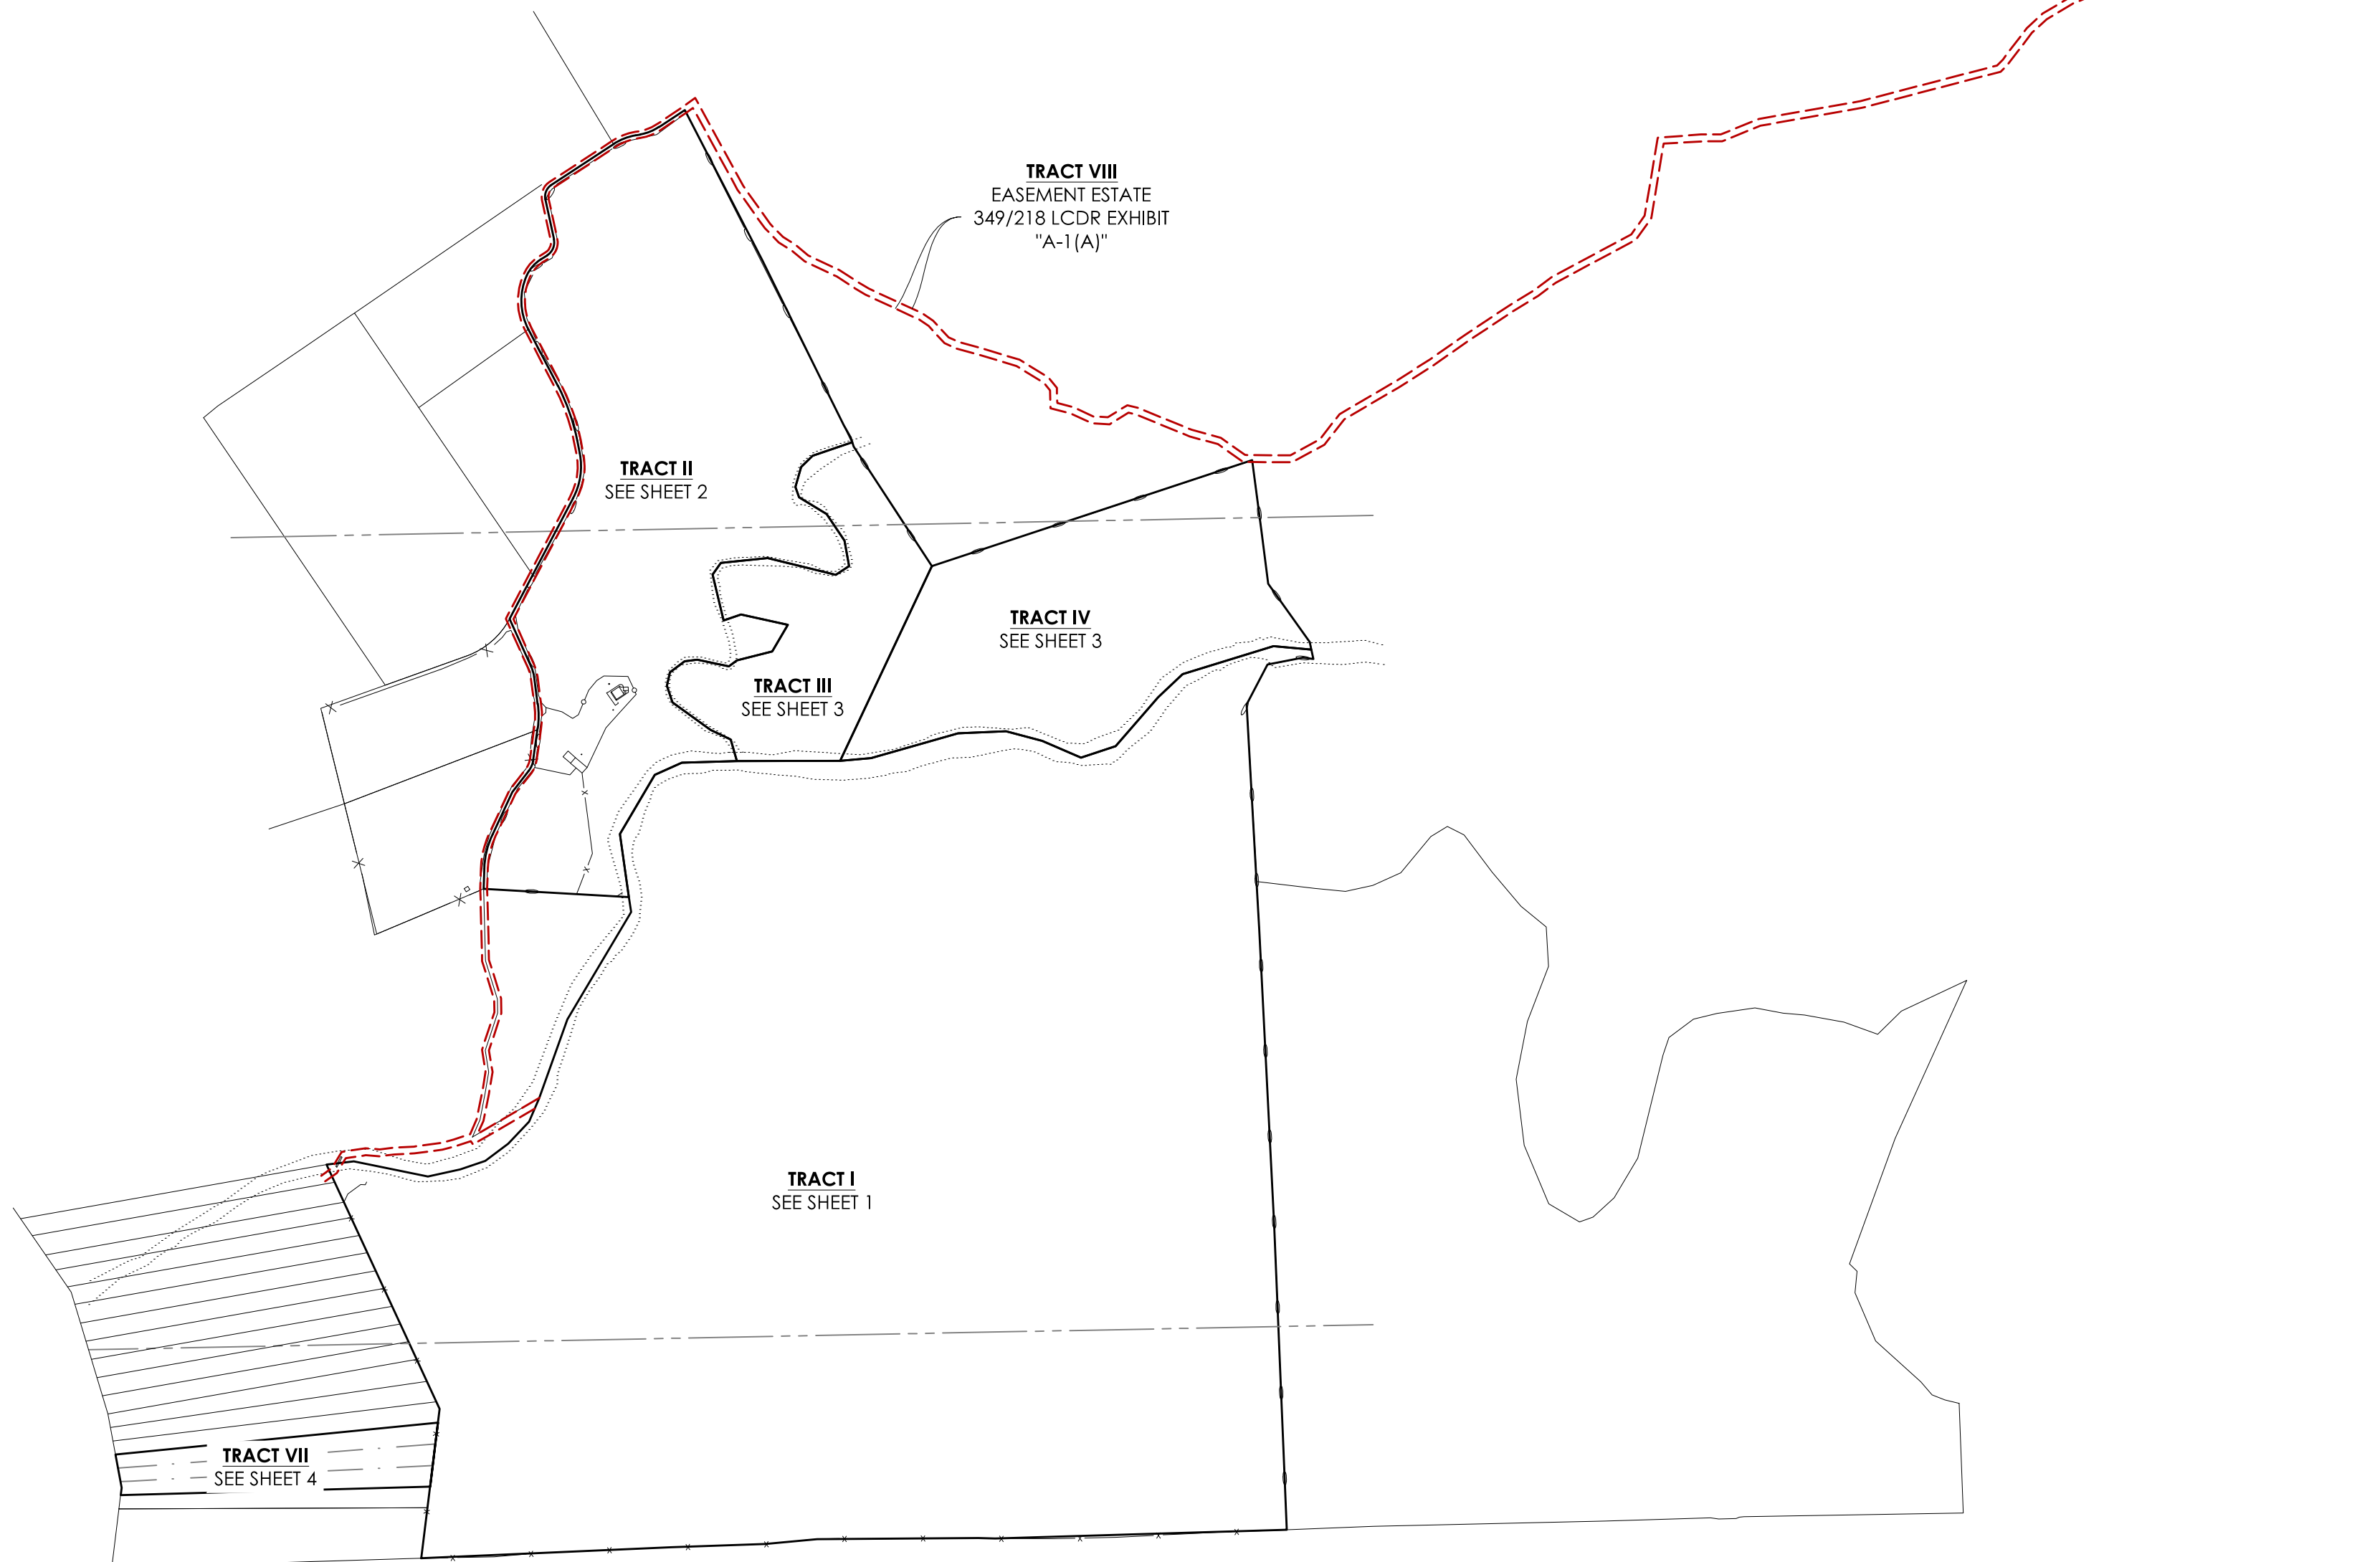 TRACT VIII
EASEMENT ESTATE
349/218 LCDR EXHIBIT
"A-1(A)"
TRACT II
SEE SHEET 2
TRACT IV
SEE SHEET 3
TRACT III
SEE SHEET 3
TRACT I
SEE SHEET 1
TRACT VII
SEE SHEET 4